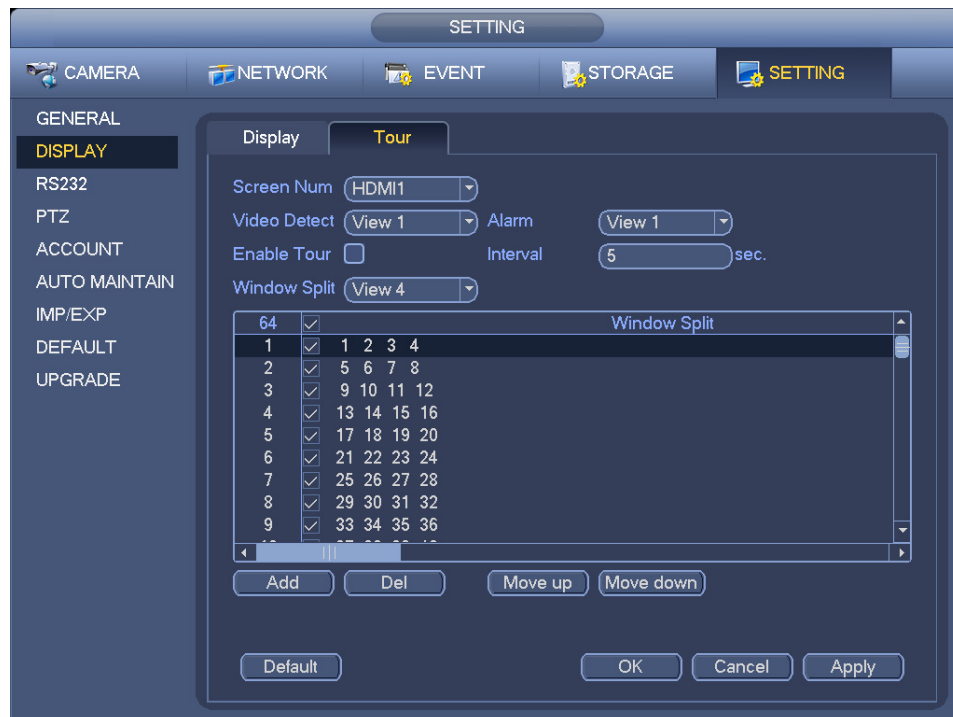 SETTING
CAMERA NETWORK EVENT STORAGE SETTING
GENERAL
DISPLAY
RS232
PTZ
ACCOUNT
AUTO MAINTAIN
IMP/EXP
DEFAULT
UPGRADE
Display Tour
Screen Num HDMI1
Video Detect View 1 Alarm View 1
Enable Tour Interval 5 sec.
Window Split View 4
64 Window Split
1 1 2 3 4
2 5 6 7 8
3 9 10 11 12
4 13 14 15 16
5 17 18 19 20
6 21 22 23 24
7 25 26 27 28
8 29 30 31 32
9 33 34 35 36
Add Del Move up Move down
Default OK Cancel Apply